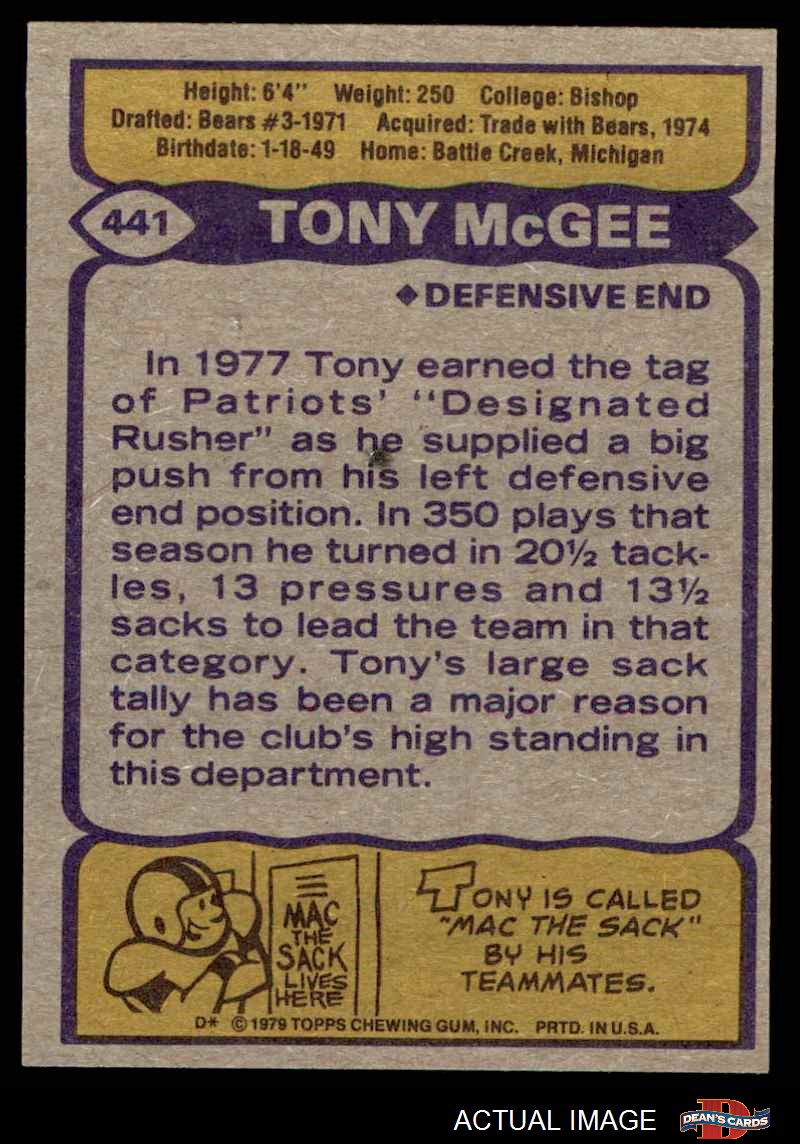 Height: 6'4" Weight: 250 College: Bishop
Drafted: Bears #3-1971 Acquired: Trade with Bears, 1974
Birthdate: 1-18-49 Home: Battle Creek, Michigan
441 TONY McGEE
◆DEFENSIVE END
In 1977 Tony earned the tag
of Patriots' "Designated
Rusher" as he supplied a big
push from his left defensive
end position. In 350 plays that
season he turned in 20½ tack-
les, 13 pressures and 13½
sacks to lead the team in that
category. Tony's large sack
tally has been a major reason
for the club's high standing in
this department.
MAC
THE
SACK
LIVES
HERE
TONY IS CALLED
"MAC THE SACK"
BY HIS
TEAMMATES.
D* © 1979 TOPPS CHEWING GUM, INC. PRTD. IN U.S.A.
ACTUAL IMAGE
D
DEAN'S CARDS